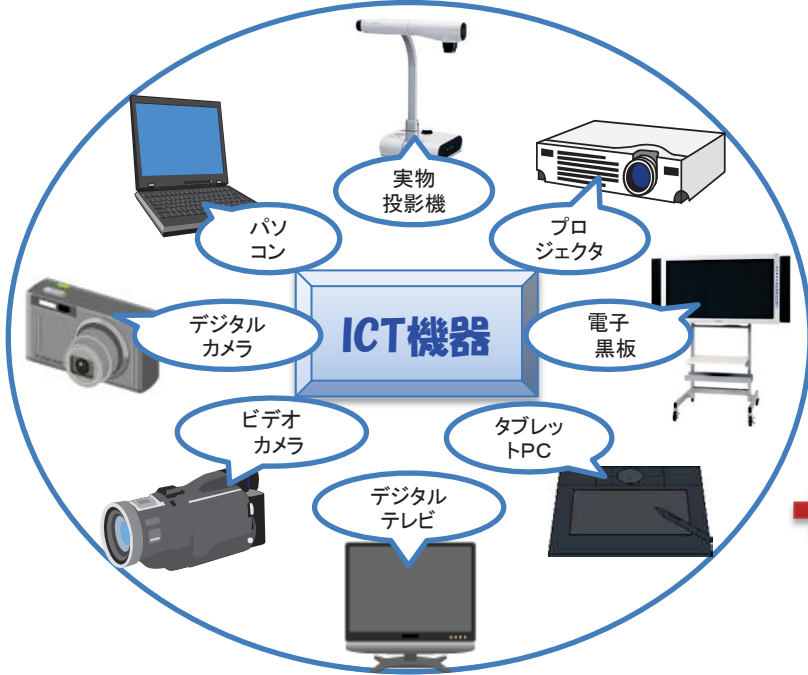 実物
投影機
パソ
コン
プロ
ジェクタ
デジタル
カメラ
ICT機器
電子
黒板
ビデオ
カメラ
タブレッ
トPC
デジタル
テレビ